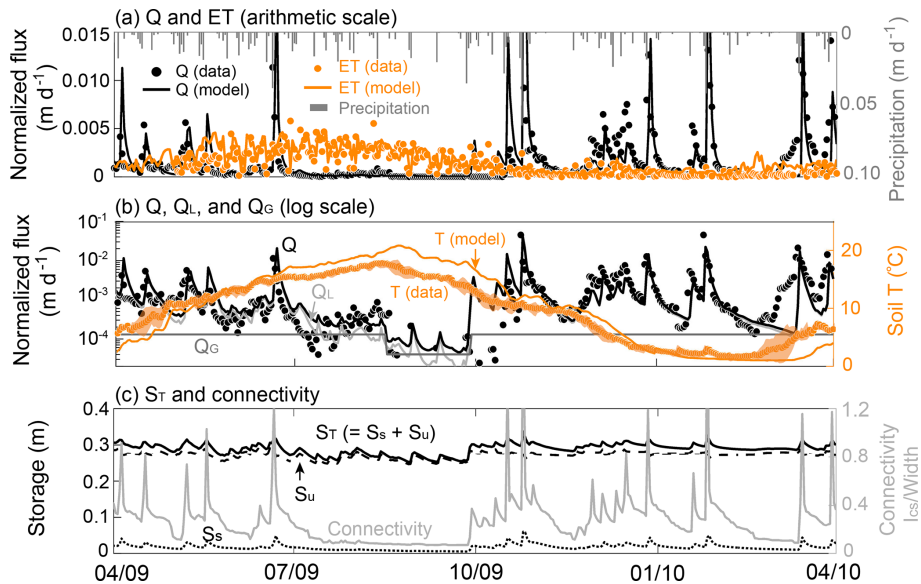 (a) Q and ET (arithmetic scale)
Normalized flux
(m d⁻¹)
0.015
0.010
0.005
0
Q (data)
Q (model)
ET (data)
ET (model)
Precipitation
0
0.05
0.10
Precipitation (m d⁻¹)
(b) Q, QL, and QG (log scale)
Normalized flux
(m d⁻¹)
10⁻¹
10⁻²
10⁻³
10⁻⁴
Q
T (model)
T (data)
QL
QG
20
10
0
Soil T (℃)
(c) ST and connectivity
Storage (m)
0.4
0.3
0.2
0.1
0
ST (= Ss + Su)
Su
Connectivity
Ss
1.2
0.8
0.4
0
Connectivity
Ics/Width
04/09
07/09
10/09
01/10
04/10